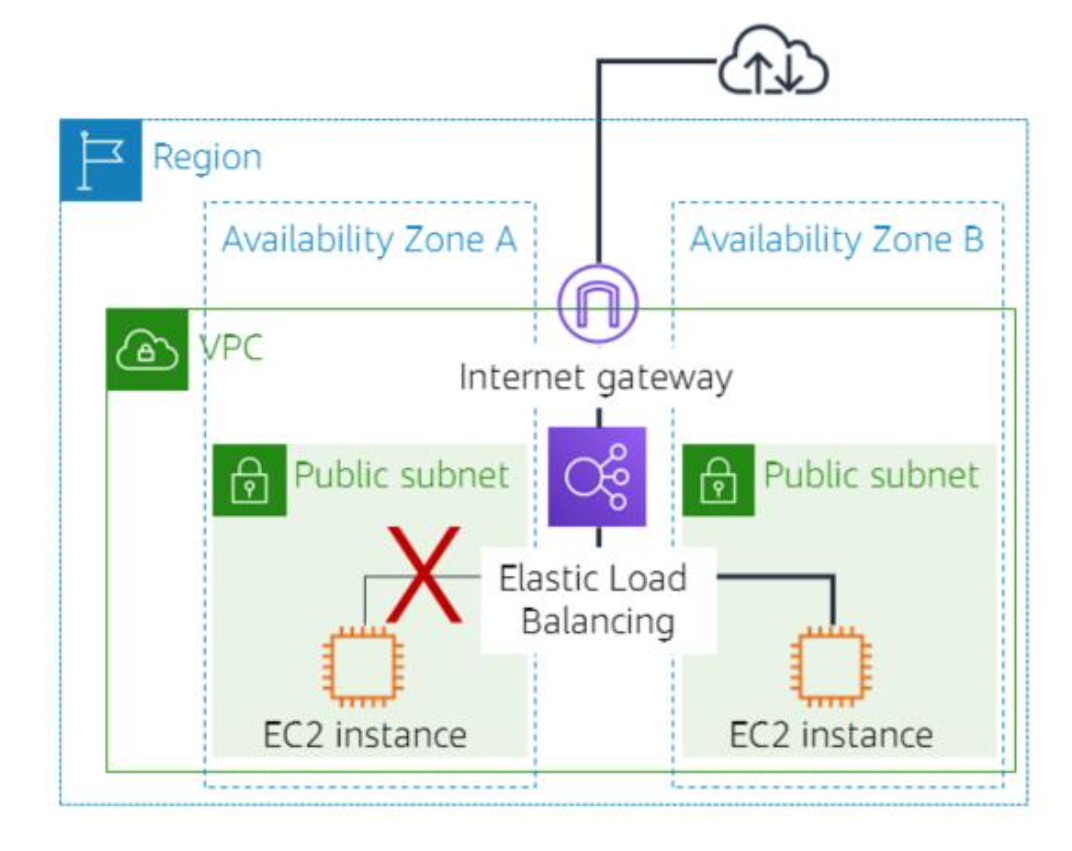 Region
Availability Zone A
Availability Zone B
VPC
Internet gateway
Public subnet
Public subnet
Elastic Load
Balancing
EC2 instance
EC2 instance